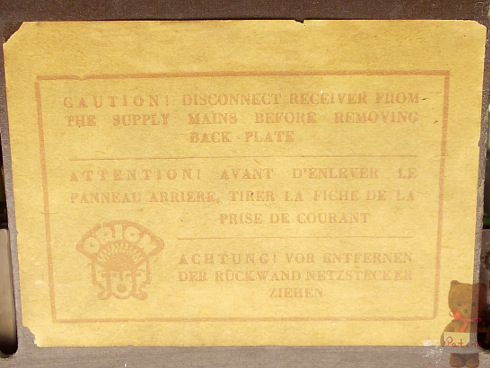 CAUTION! DISCONNECT RECEIVER FROM
THE SUPPLY MAINS BEFORE REMOVING
BACK PLATE
ATTENTION! AVANT D'ENLEVER LE
PANNEAU ARRIERE, TIRER LA FICHE DE LA
PRISE DE COURANT
ORION
ACHTUNG! VOR ENTFERNEN
DER RÜCKWAND NETZSTECKER
ZIEHEN